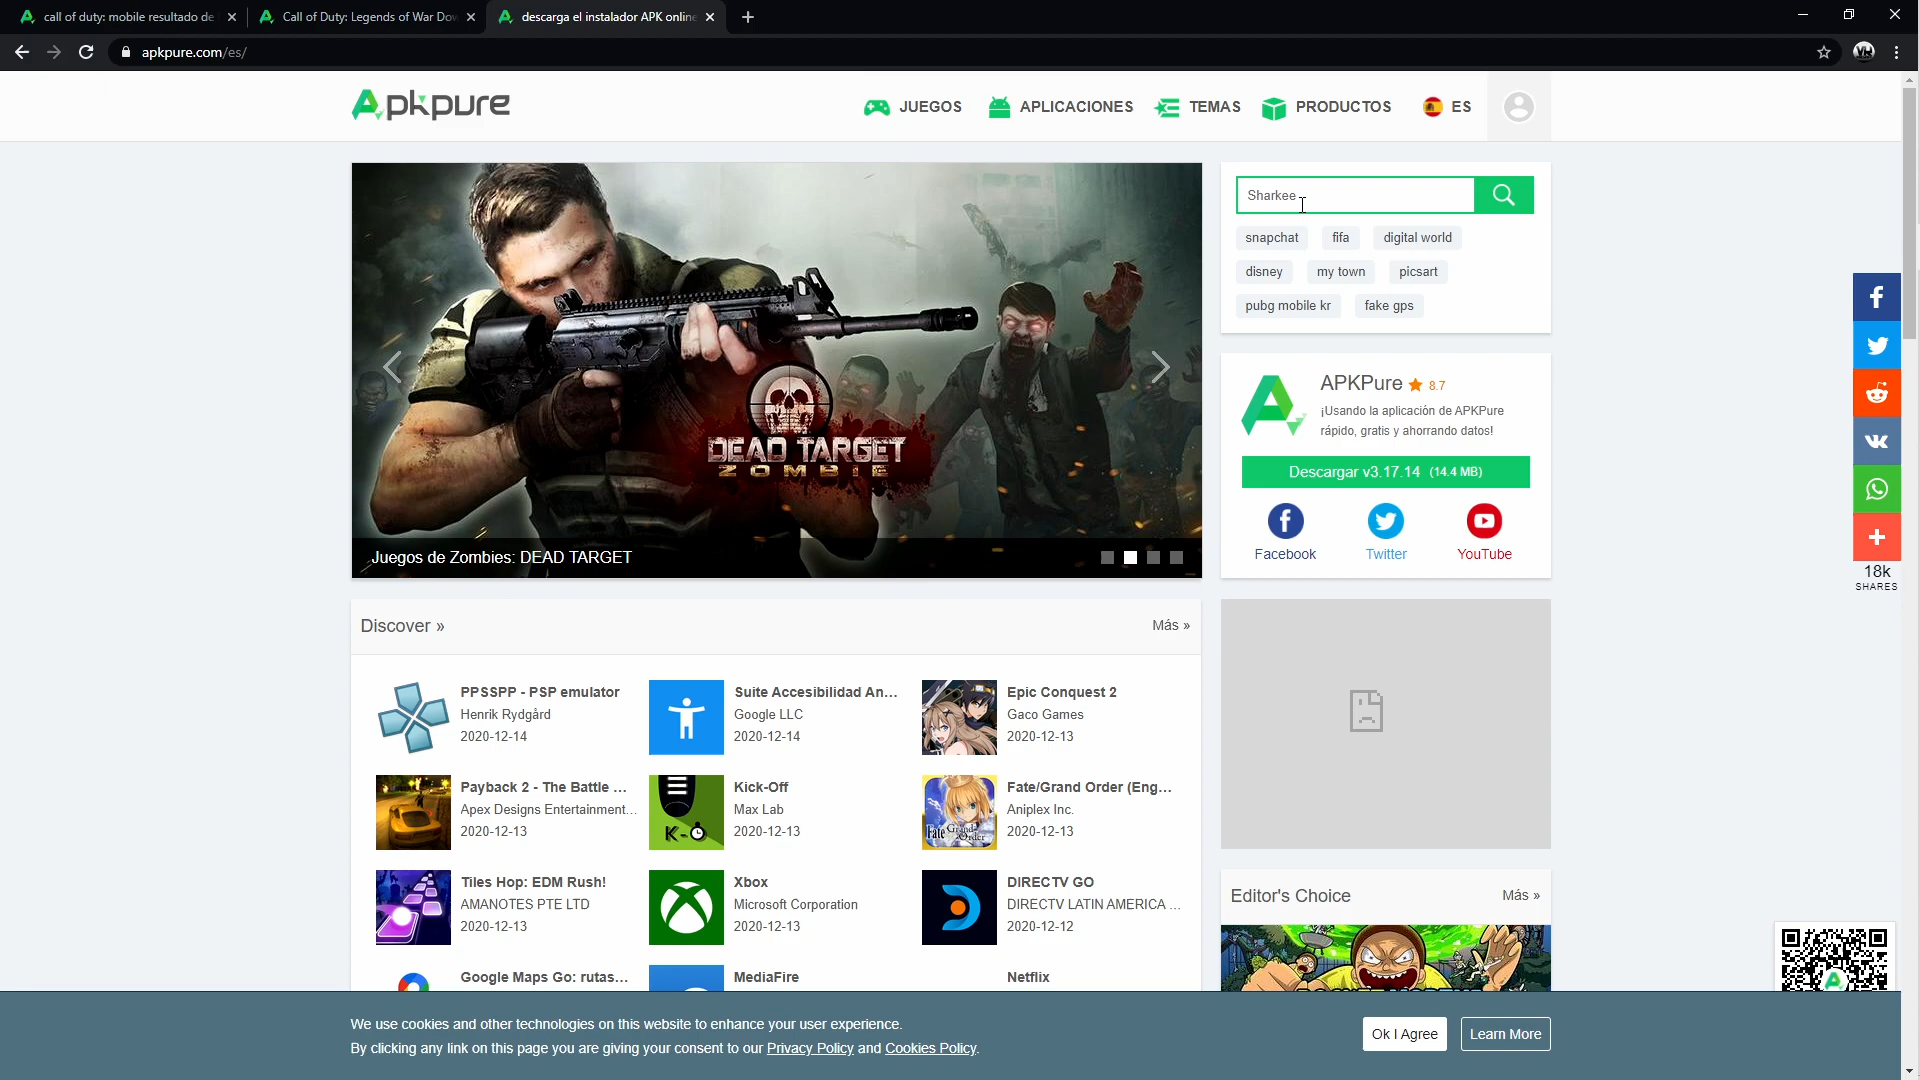 call of duty: mobile resultado de
Call of Duty: Legends of War Dov
descarga el instalador APK online
apkpure.com/es/
Apkpure
JUEGOS
APLICACIONES
TEMAS
PRODUCTOS
ES
Sharkee
snapchat
fifa
digital world
disney
my town
picsart
pubg mobile kr
fake gps
DEAD TARGET
ZOMBIE
Juegos de Zombies: DEAD TARGET
APKPure 8.7
¡Usando la aplicación de APKPure
rápido, gratis y ahorrando datos!
Descargar v3.17.14 (14.4 MB)
Facebook
Twitter
YouTube
18k
SHARES
Discover »
Más »
PPSSPP - PSP emulator
Henrik Rydgård
2020-12-14
Suite Accesibilidad An...
Google LLC
2020-12-14
Epic Conquest 2
Gaco Games
2020-12-13
Payback 2 - The Battle ...
Apex Designs Entertainment...
2020-12-13
K-O
Kick-Off
Max Lab
2020-12-13
Fate Grand Order
Fate/Grand Order (Eng...
Aniplex Inc.
2020-12-13
Tiles Hop: EDM Rush!
AMANOTES PTE LTD
2020-12-13
Xbox
Microsoft Corporation
2020-12-13
DIRECTV GO
DIRECTV LATIN AMERICA ...
2020-12-12
Google Maps Go: rutas...
MediaFire
Netflix
Editor's Choice
Más »
We use cookies and other technologies on this website to enhance your user experience.
By clicking any link on this page you are giving your consent to our Privacy Policy and Cookies Policy.
Ok I Agree
Learn More